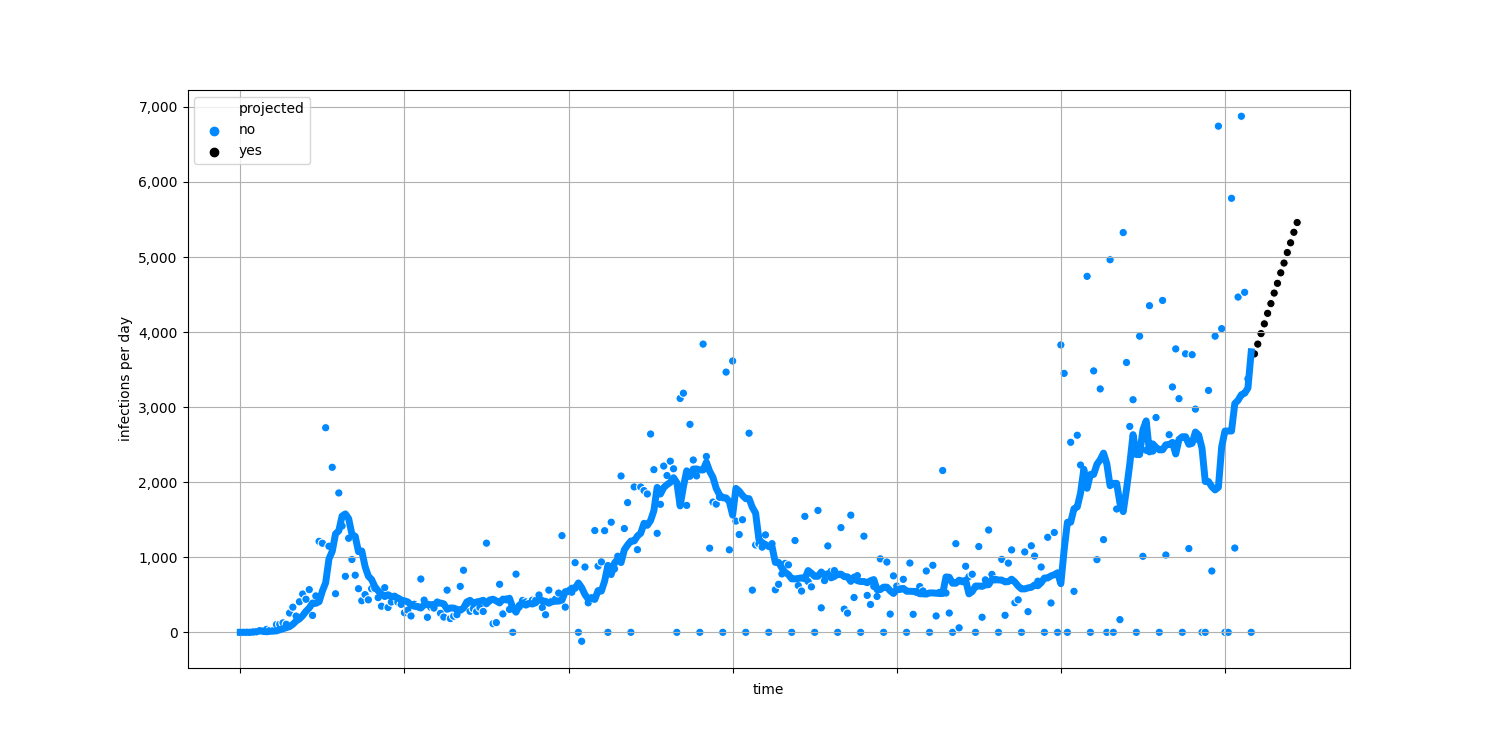 projected
no
yes
7,000
6,000
5,000
4,000
3,000
2,000
1,000
0
infections per day
time